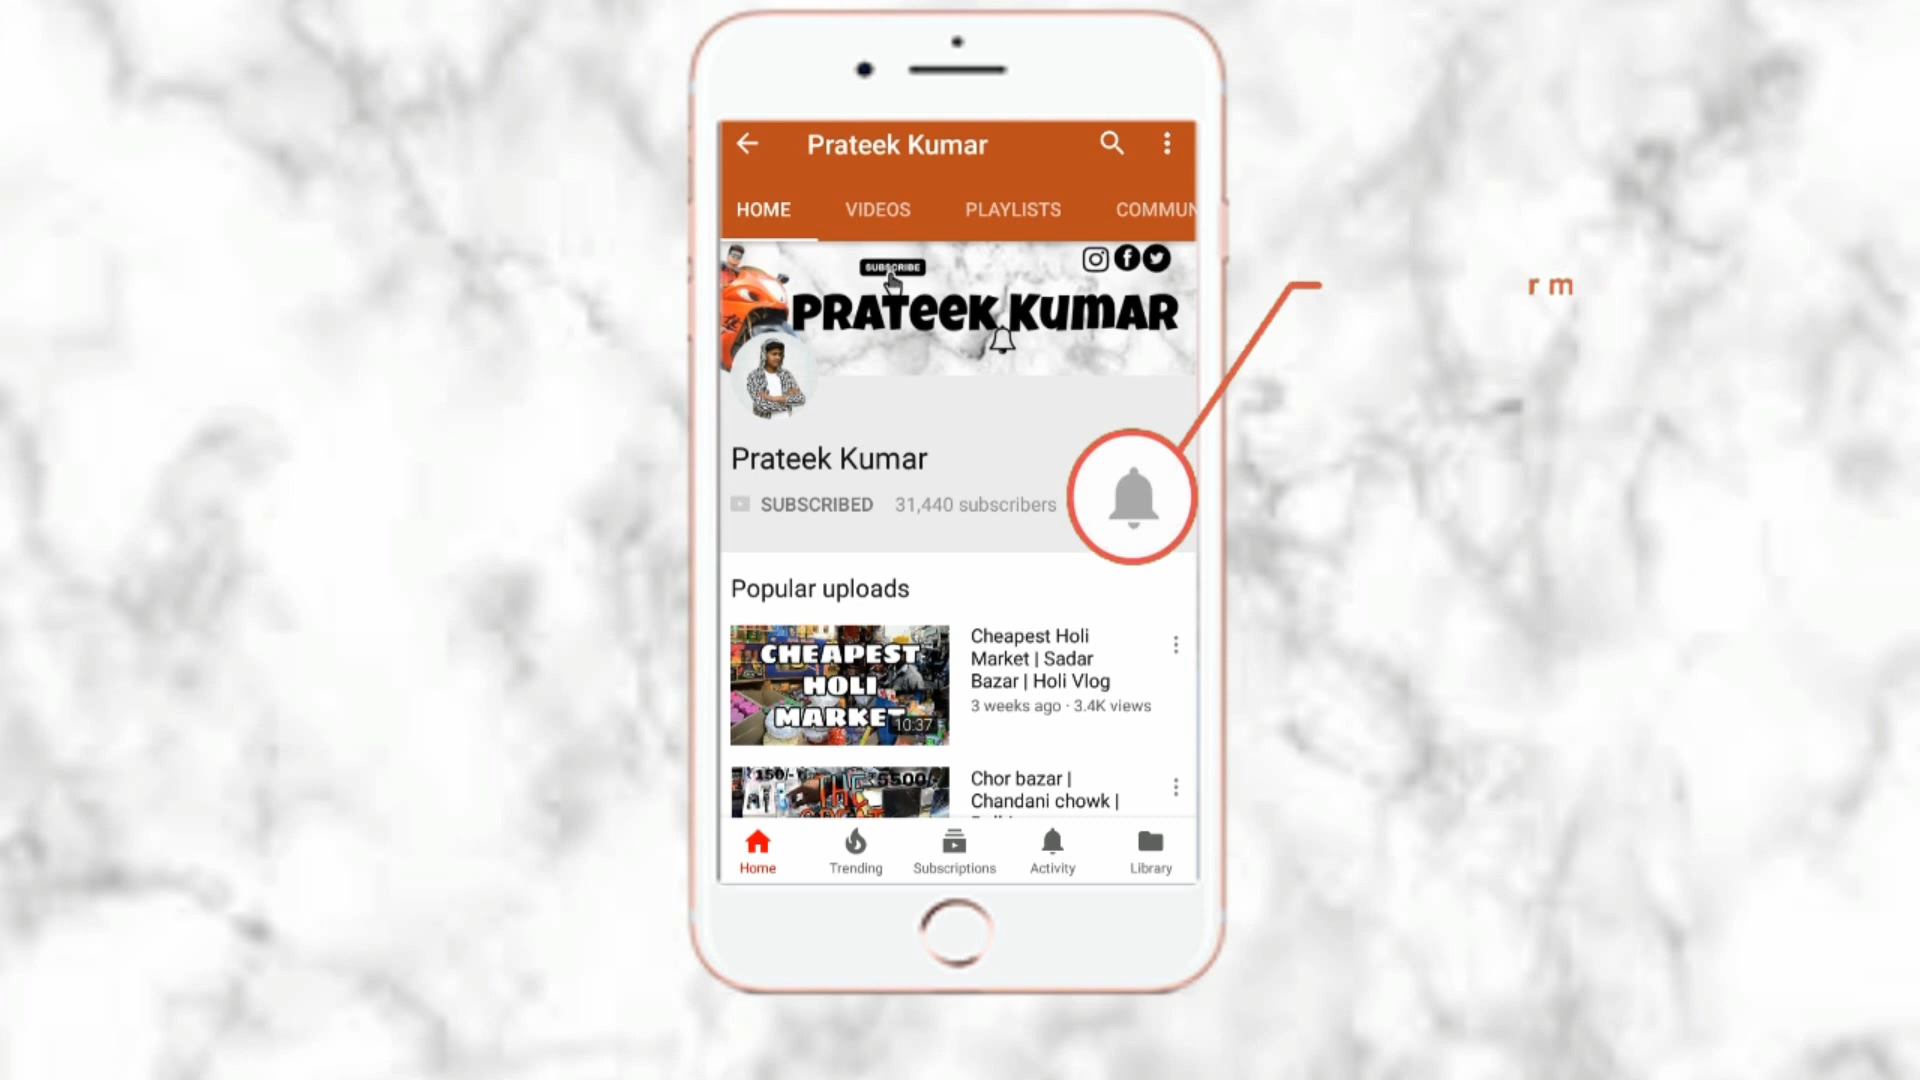 Prateek Kumar
HOME VIDEOS PLAYLISTS COMMUN
SUBSCRIBE
PRATEEK KUMAR
r m
Prateek Kumar
SUBSCRIBED 31,440 subscribers
Popular uploads
CHEAPEST
HOLI
MARKET
10:37
Cheapest Holi
Market | Sadar
Bazar | Holi Vlog
3 weeks ago · 3.4K views
150/-
5500/-
Chor bazar |
Chandani chowk |
Home Trending Subscriptions Activity Library